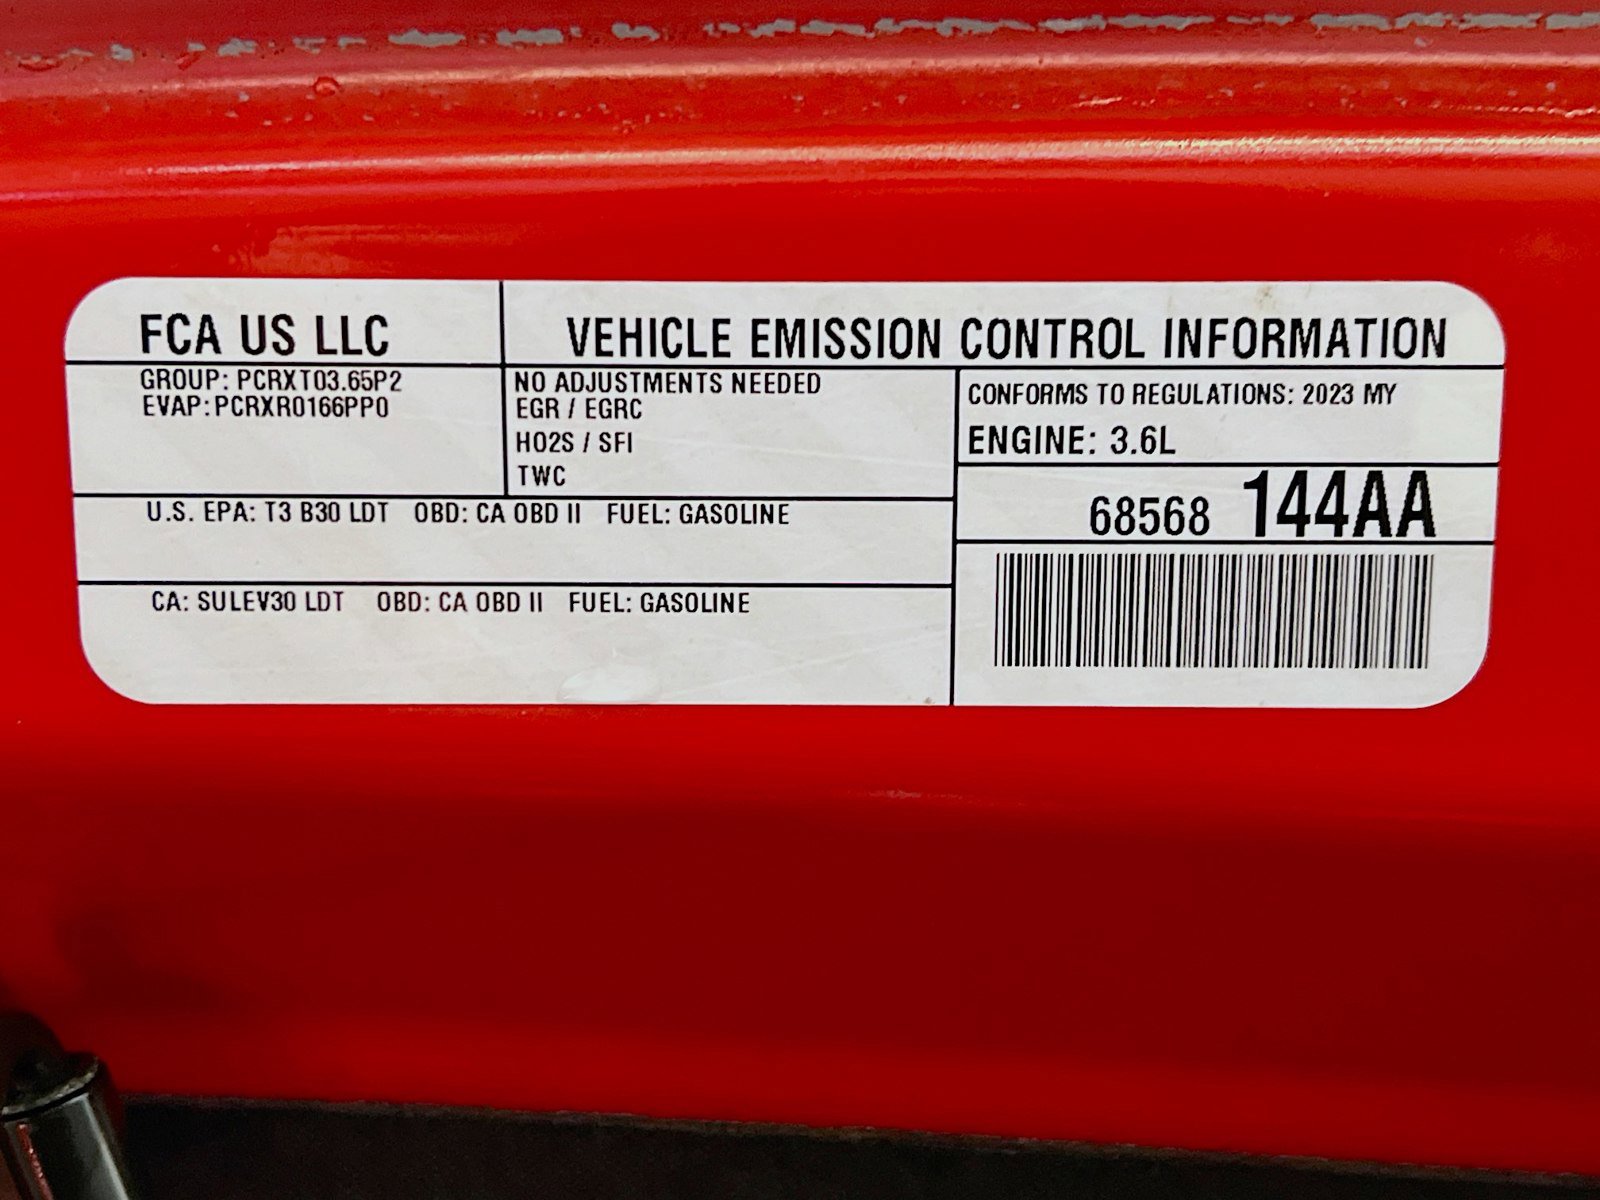 FCA US LLC
VEHICLE EMISSION CONTROL INFORMATION
GROUP: PCRXT03.65P2
EVAP: PCRXR0166PP0
NO ADJUSTMENTS NEEDED
EGR / EGRC
HO2S / SFI
TWC
CONFORMS TO REGULATIONS: 2023 MY
ENGINE: 3.6L
68568 144AA
U.S. EPA: T3 B30 LDT OBD: CA OBD II FUEL: GASOLINE
CA: SULEV30 LDT OBD: CA OBD II FUEL: GASOLINE